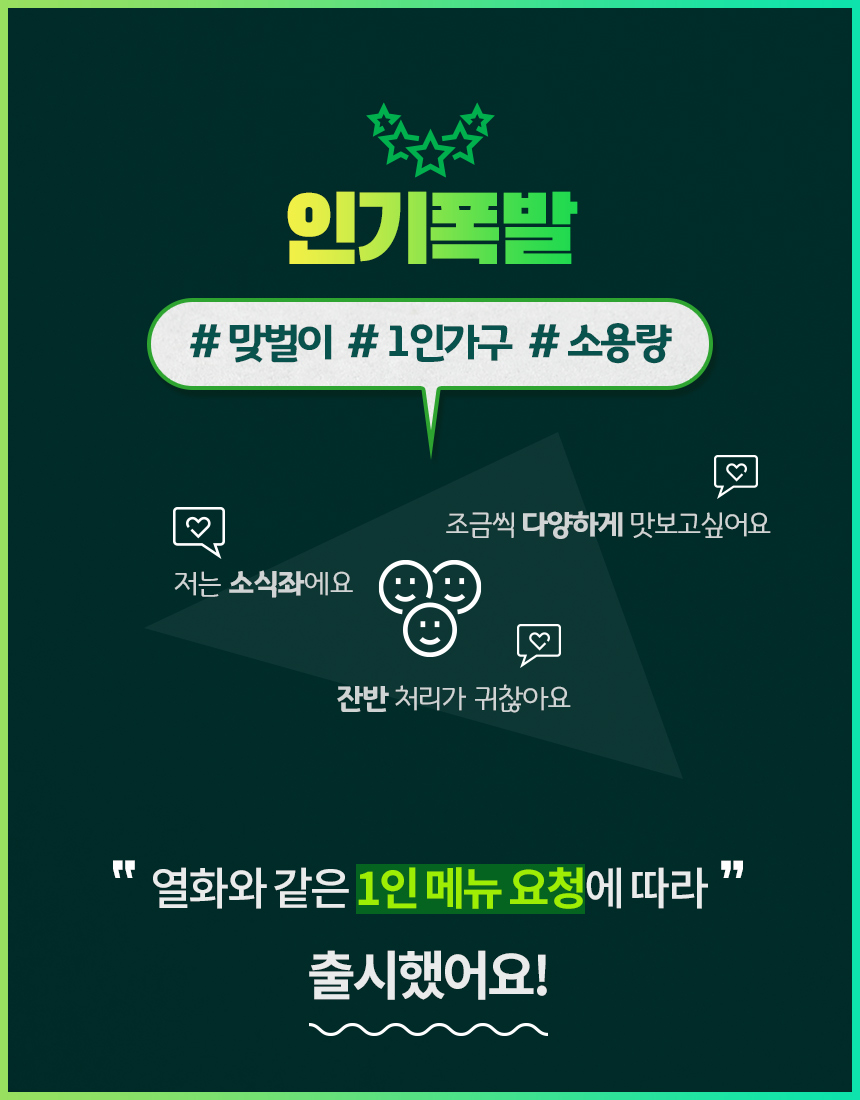 인기폭발
# 맞벌이 # 1인가구 # 소용량
조금씩 다양하게 맛보고싶어요
저는 소식좌에요
잔반 처리가 귀찮아요
" 열화와 같은 1인 메뉴 요청에 따라 "
출시했어요!